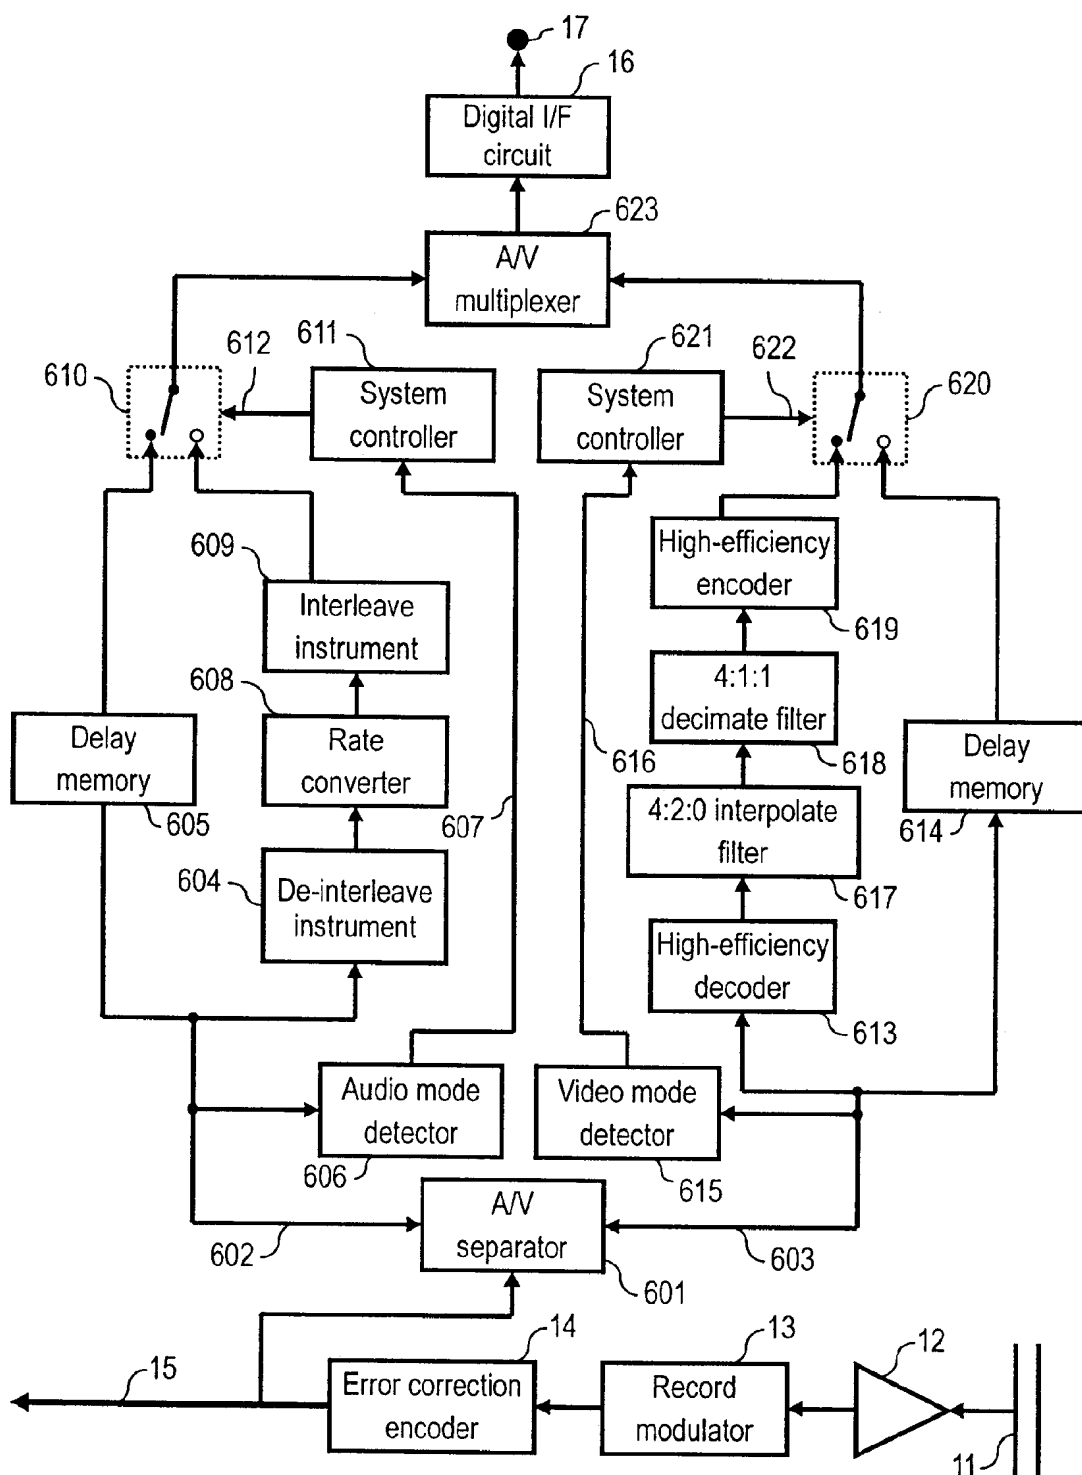 17
16
Digital I/F
circuit
623
A/V
multiplexer
611
612
610
System
controller
621
622
620
System
controller
609
Interleave
instrument
High-efficiency
encoder
619
608
Rate
converter
4:1:1
decimate filter
618
616
Delay
memory
605
607
Delay
memory
614
4:2:0 interpolate
filter
617
604
De-interleave
instrument
High-efficiency
decoder
613
Audio mode
detector
606
Video mode
detector
615
A/V
separator
601
602
603
15
14
Error correction
encoder
13
Record
modulator
12
11